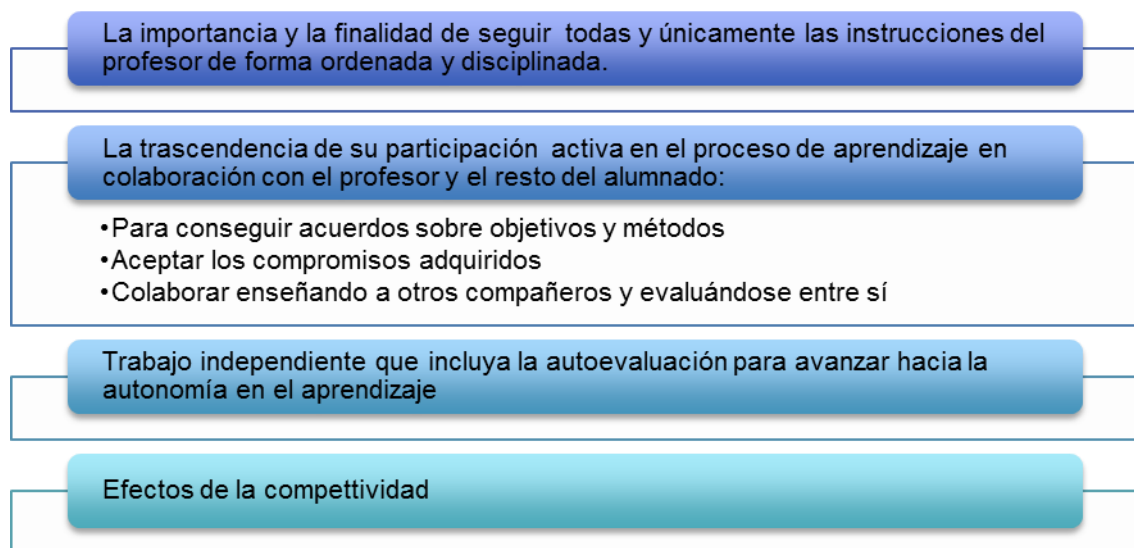 La importancia y la finalidad de seguir todas y únicamente las instrucciones del
profesor de forma ordenada y disciplinada.
La trascendencia de su participación activa en el proceso de aprendizaje en
colaboración con el profesor y el resto del alumnado:
•Para conseguir acuerdos sobre objetivos y métodos
•Aceptar los compromisos adquiridos
•Colaborar enseñando a otros compañeros y evaluándose entre sí
Trabajo independiente que incluya la autoevaluación para avanzar hacia la
autonomía en el aprendizaje
Efectos de la compettividad